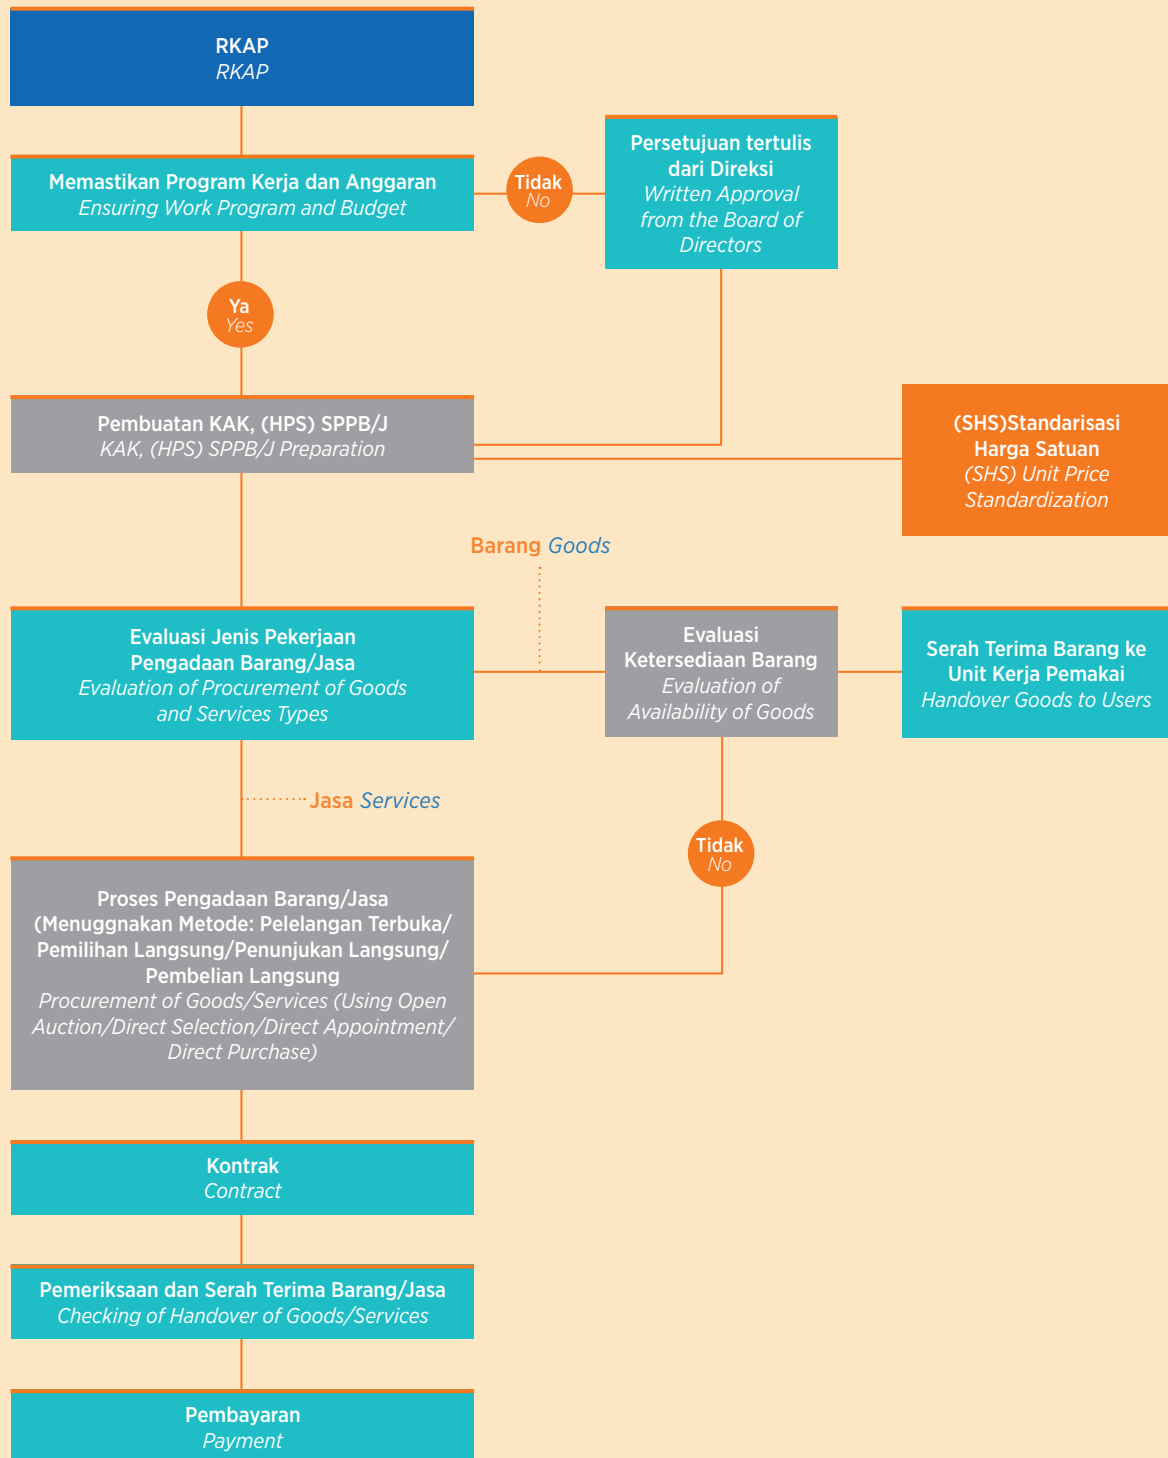 RKAP
RKAP
Memastikan Program Kerja dan Anggaran
Ensuring Work Program and Budget
Tidak
No
Persetujuan tertulis
dari Direksi
Written Approval
from the Board of
Directors
Ya
Yes
Pembuatan KAK, (HPS) SPPB/J
KAK, (HPS) SPPB/J Preparation
(SHS)Standarisasi
Harga Satuan
(SHS) Unit Price
Standardization
Barang Goods
Evaluasi Jenis Pekerjaan
Pengadaan Barang/Jasa
Evaluation of Procurement of Goods
and Services Types
Evaluasi
Ketersediaan Barang
Evaluation of
Availability of Goods
Serah Terima Barang ke
Unit Kerja Pemakai
Handover Goods to Users
Jasa Services
Tidak
No
Proses Pengadaan Barang/Jasa
(Menuggnakan Metode: Pelelangan Terbuka/
Pemilihan Langsung/Penunjukan Langsung/
Pembelian Langsung
Procurement of Goods/Services (Using Open
Auction/Direct Selection/Direct Appointment/
Direct Purchase)
Kontrak
Contract
Pemeriksaan dan Serah Terima Barang/Jasa
Checking of Handover of Goods/Services
Pembayaran
Payment